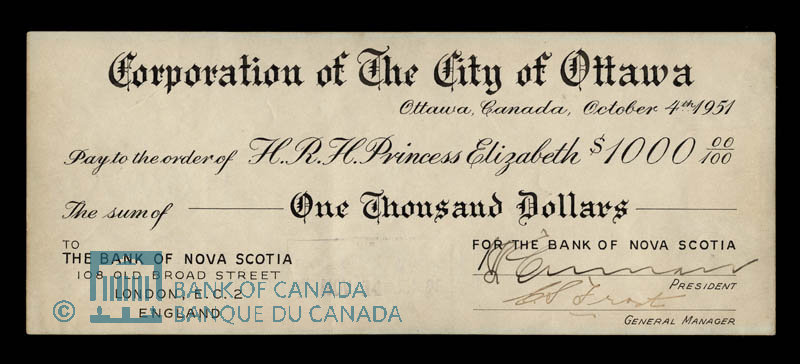 Corporation of The City of Ottawa
Ottawa, Canada, October 4th 1951
Pay to the order of H.R.H. Princess Elizabeth $1000 00/100
The sum of One Thousand Dollars
TO
THE BANK OF NOVA SCOTIA
108 OLD BROAD STREET
LONDON, E.C.2
ENGLAND
FOR THE BANK OF NOVA SCOTIA
PRESIDENT
GENERAL MANAGER
© BANK OF CANADA
BANQUE DU CANADA